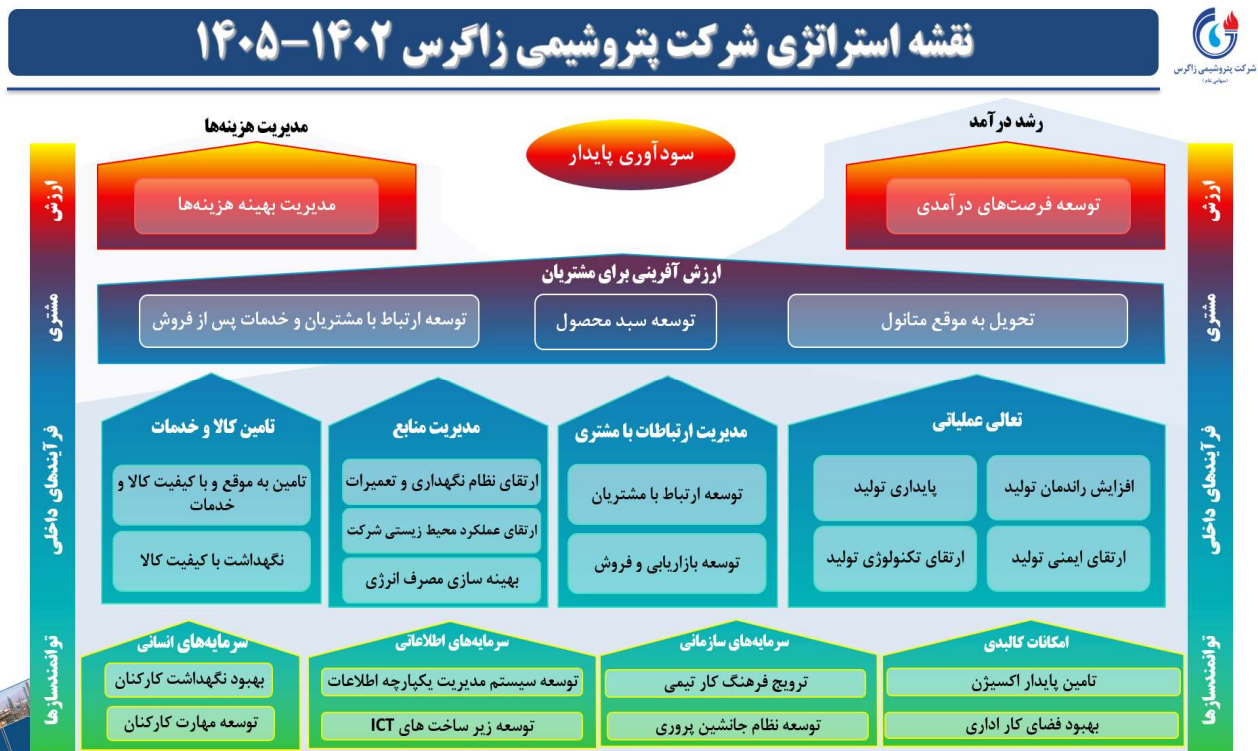 نقشه استراتژی شرکت پتروشیمی زاگرس ۱۴۰۲-۱۴۰۵
شرکت پتروشیمی زاگرس
(سهامی عام)
رشد درآمد
سودآوری پایدار
مدیریت هزینه‌ها
ارزش
توسعه فرصت‌های درآمدی
مدیریت بهینه هزینه‌ها
ارزش
مشتری
ارزش آفرینی برای مشتریان
تحویل به موقع متانول
توسعه سبد محصول
توسعه ارتباط با مشتریان و خدمات پس از فروش
مشتری
فرآیندهای داخلی
تعالی عملیاتی
افزایش راندمان تولید
پایداری تولید
ارتقای ایمنی تولید
ارتقای تکنولوژی تولید
مدیریت ارتباطات با مشتری
توسعه ارتباط با مشتریان
توسعه بازاریابی و فروش
مدیریت منابع
ارتقای نظام نگهداری و تعمیرات
ارتقای عملکرد محیط زیستی شرکت
بهینه سازی مصرف انرژی
تامین کالا و خدمات
تامین به موقع و با کیفیت کالا و
خدمات
نگهداشت با کیفیت کالا
فرآیندهای داخلی
توانمندسازها
امکانات کالبدی
تامین پایدار اکسیژن
بهبود فضای کار اداری
سرمایه‌های سازمانی
ترویج فرهنگ کار تیمی
توسعه نظام جانشین پروری
سرمایه‌های اطلاعاتی
توسعه سیستم مدیریت یکپارچه اطلاعات
توسعه زیر ساخت های ICT
سرمایه‌های انسانی
بهبود نگهداشت کارکنان
توسعه مهارت کارکنان
توانمندسازها